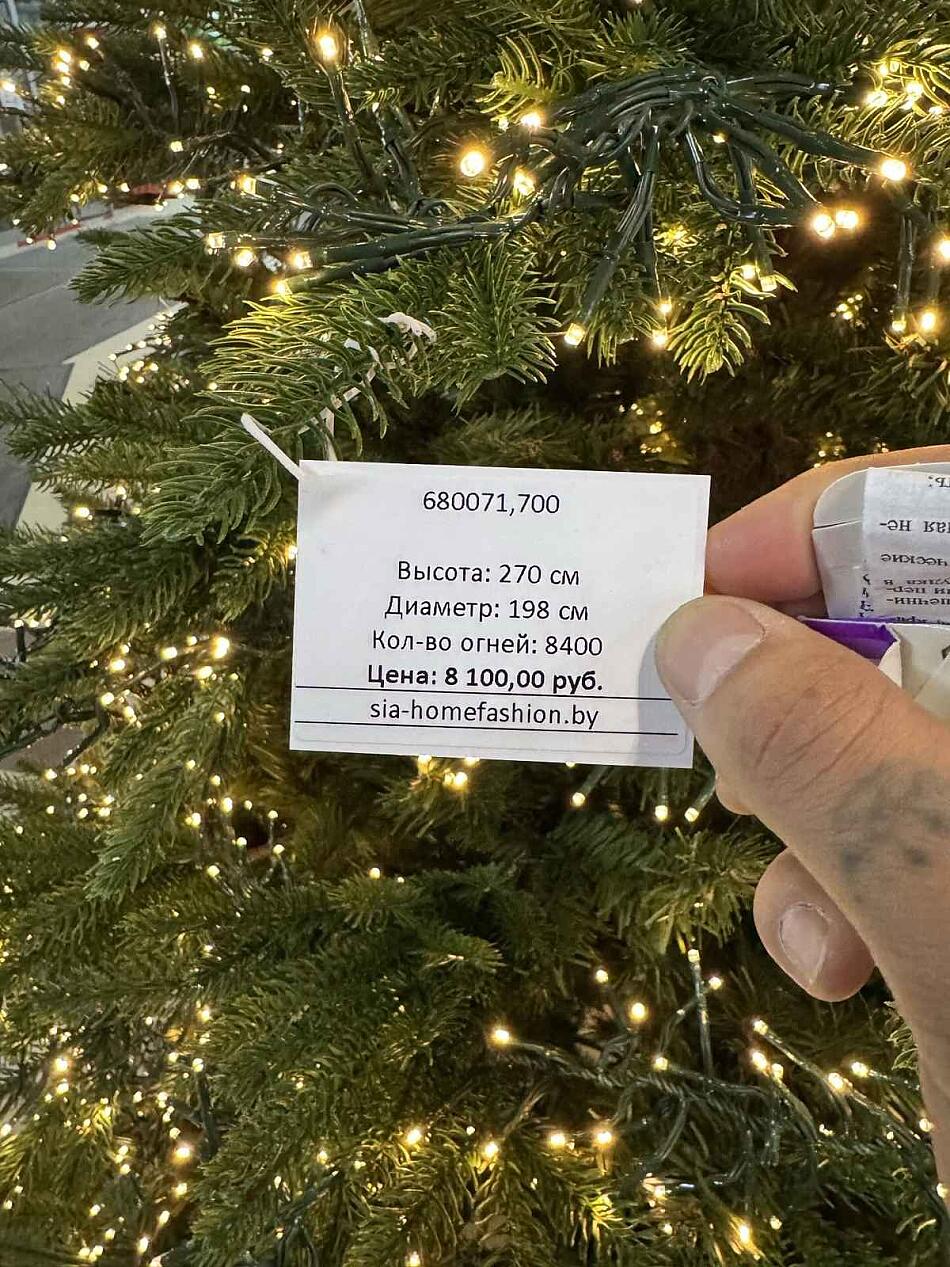 680071,700
Высота: 270 см
Диаметр: 198 см
Кол-во огней: 8400
Цена: 8 100,00 руб.
sia-homefashion.by
ческие